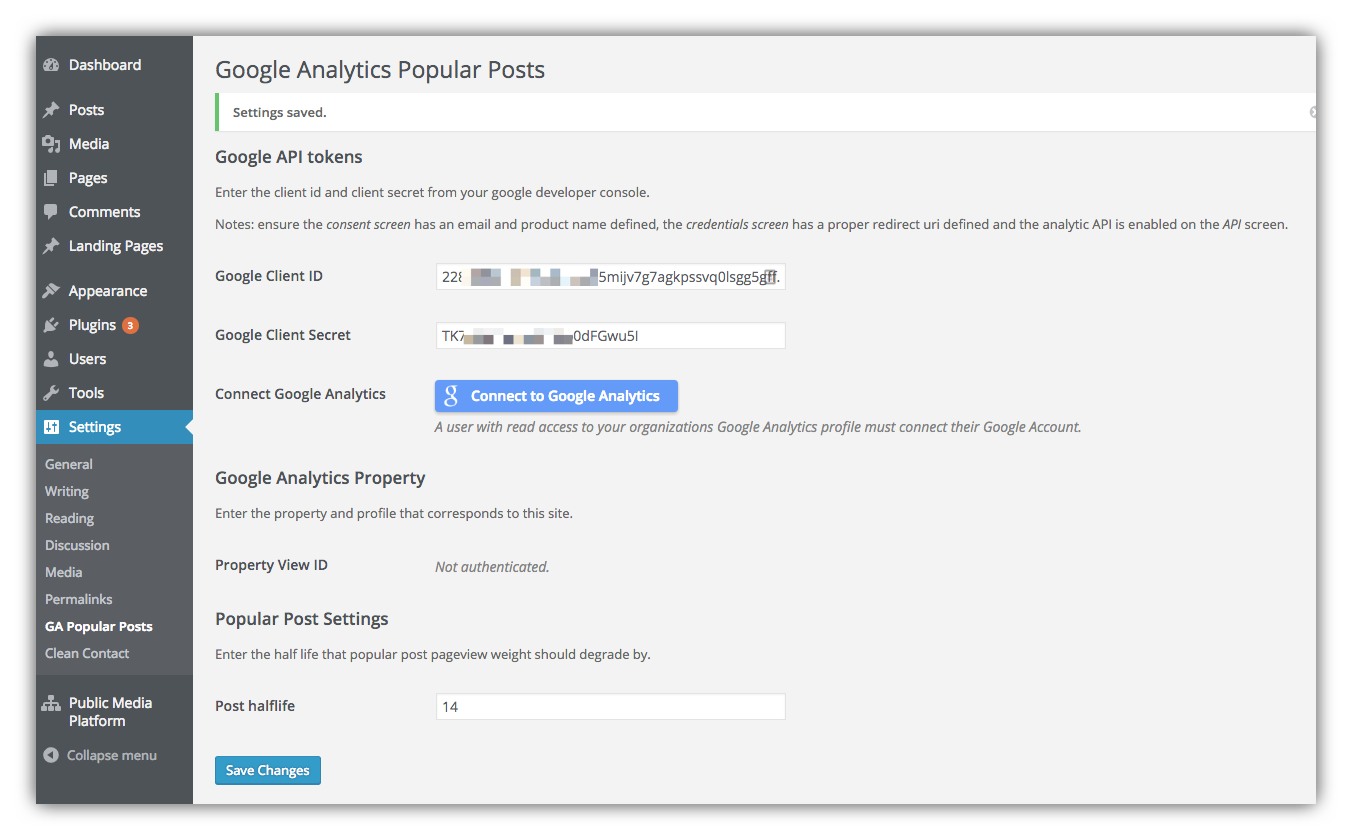 Dashboard
Posts
Media
Pages
Comments
Landing Pages
Appearance
Plugins 3
Users
Tools
Settings
General
Writing
Reading
Discussion
Media
Permalinks
GA Popular Posts
Clean Contact
Public Media
Platform
Collapse menu
Google Analytics Popular Posts
Settings saved.
Google API tokens
Enter the client id and client secret from your google developer console.
Notes: ensure the consent screen has an email and product name defined, the credentials screen has a proper redirect uri defined and the analytic API is enabled on the API screen.
Google Client ID
228 5mijv7g7agkpssvq0lsgg5gff.
Google Client Secret
TK7 0dFGwu5I
Connect Google Analytics
g Connect to Google Analytics
A user with read access to your organizations Google Analytics profile must connect their Google Account.
Google Analytics Property
Enter the property and profile that corresponds to this site.
Property View ID
Not authenticated.
Popular Post Settings
Enter the half life that popular post pageview weight should degrade by.
Post halflife
14
Save Changes